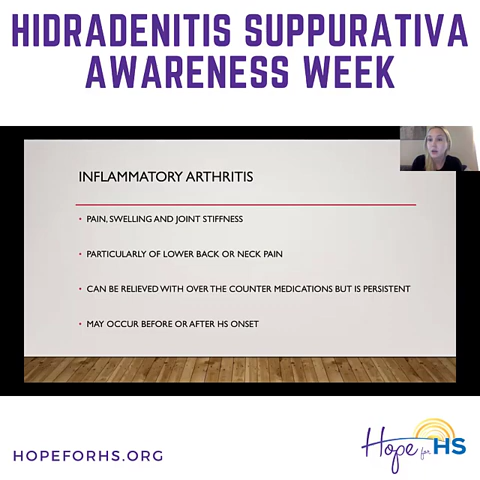 HIDRADENITIS SUPPURATIVA
AWARENESS WEEK
INFLAMMATORY ARTHRITIS
• PAIN, SWELLING AND JOINT STIFFNESS
• PARTICULARLY OF LOWER BACK OR NECK PAIN
• CAN BE RELIEVED WITH OVER THE COUNTER MEDICATIONS BUT IS PERSISTENT
• MAY OCCUR BEFORE OR AFTER HS ONSET
HOPEFORHS.ORG
Hope for HS